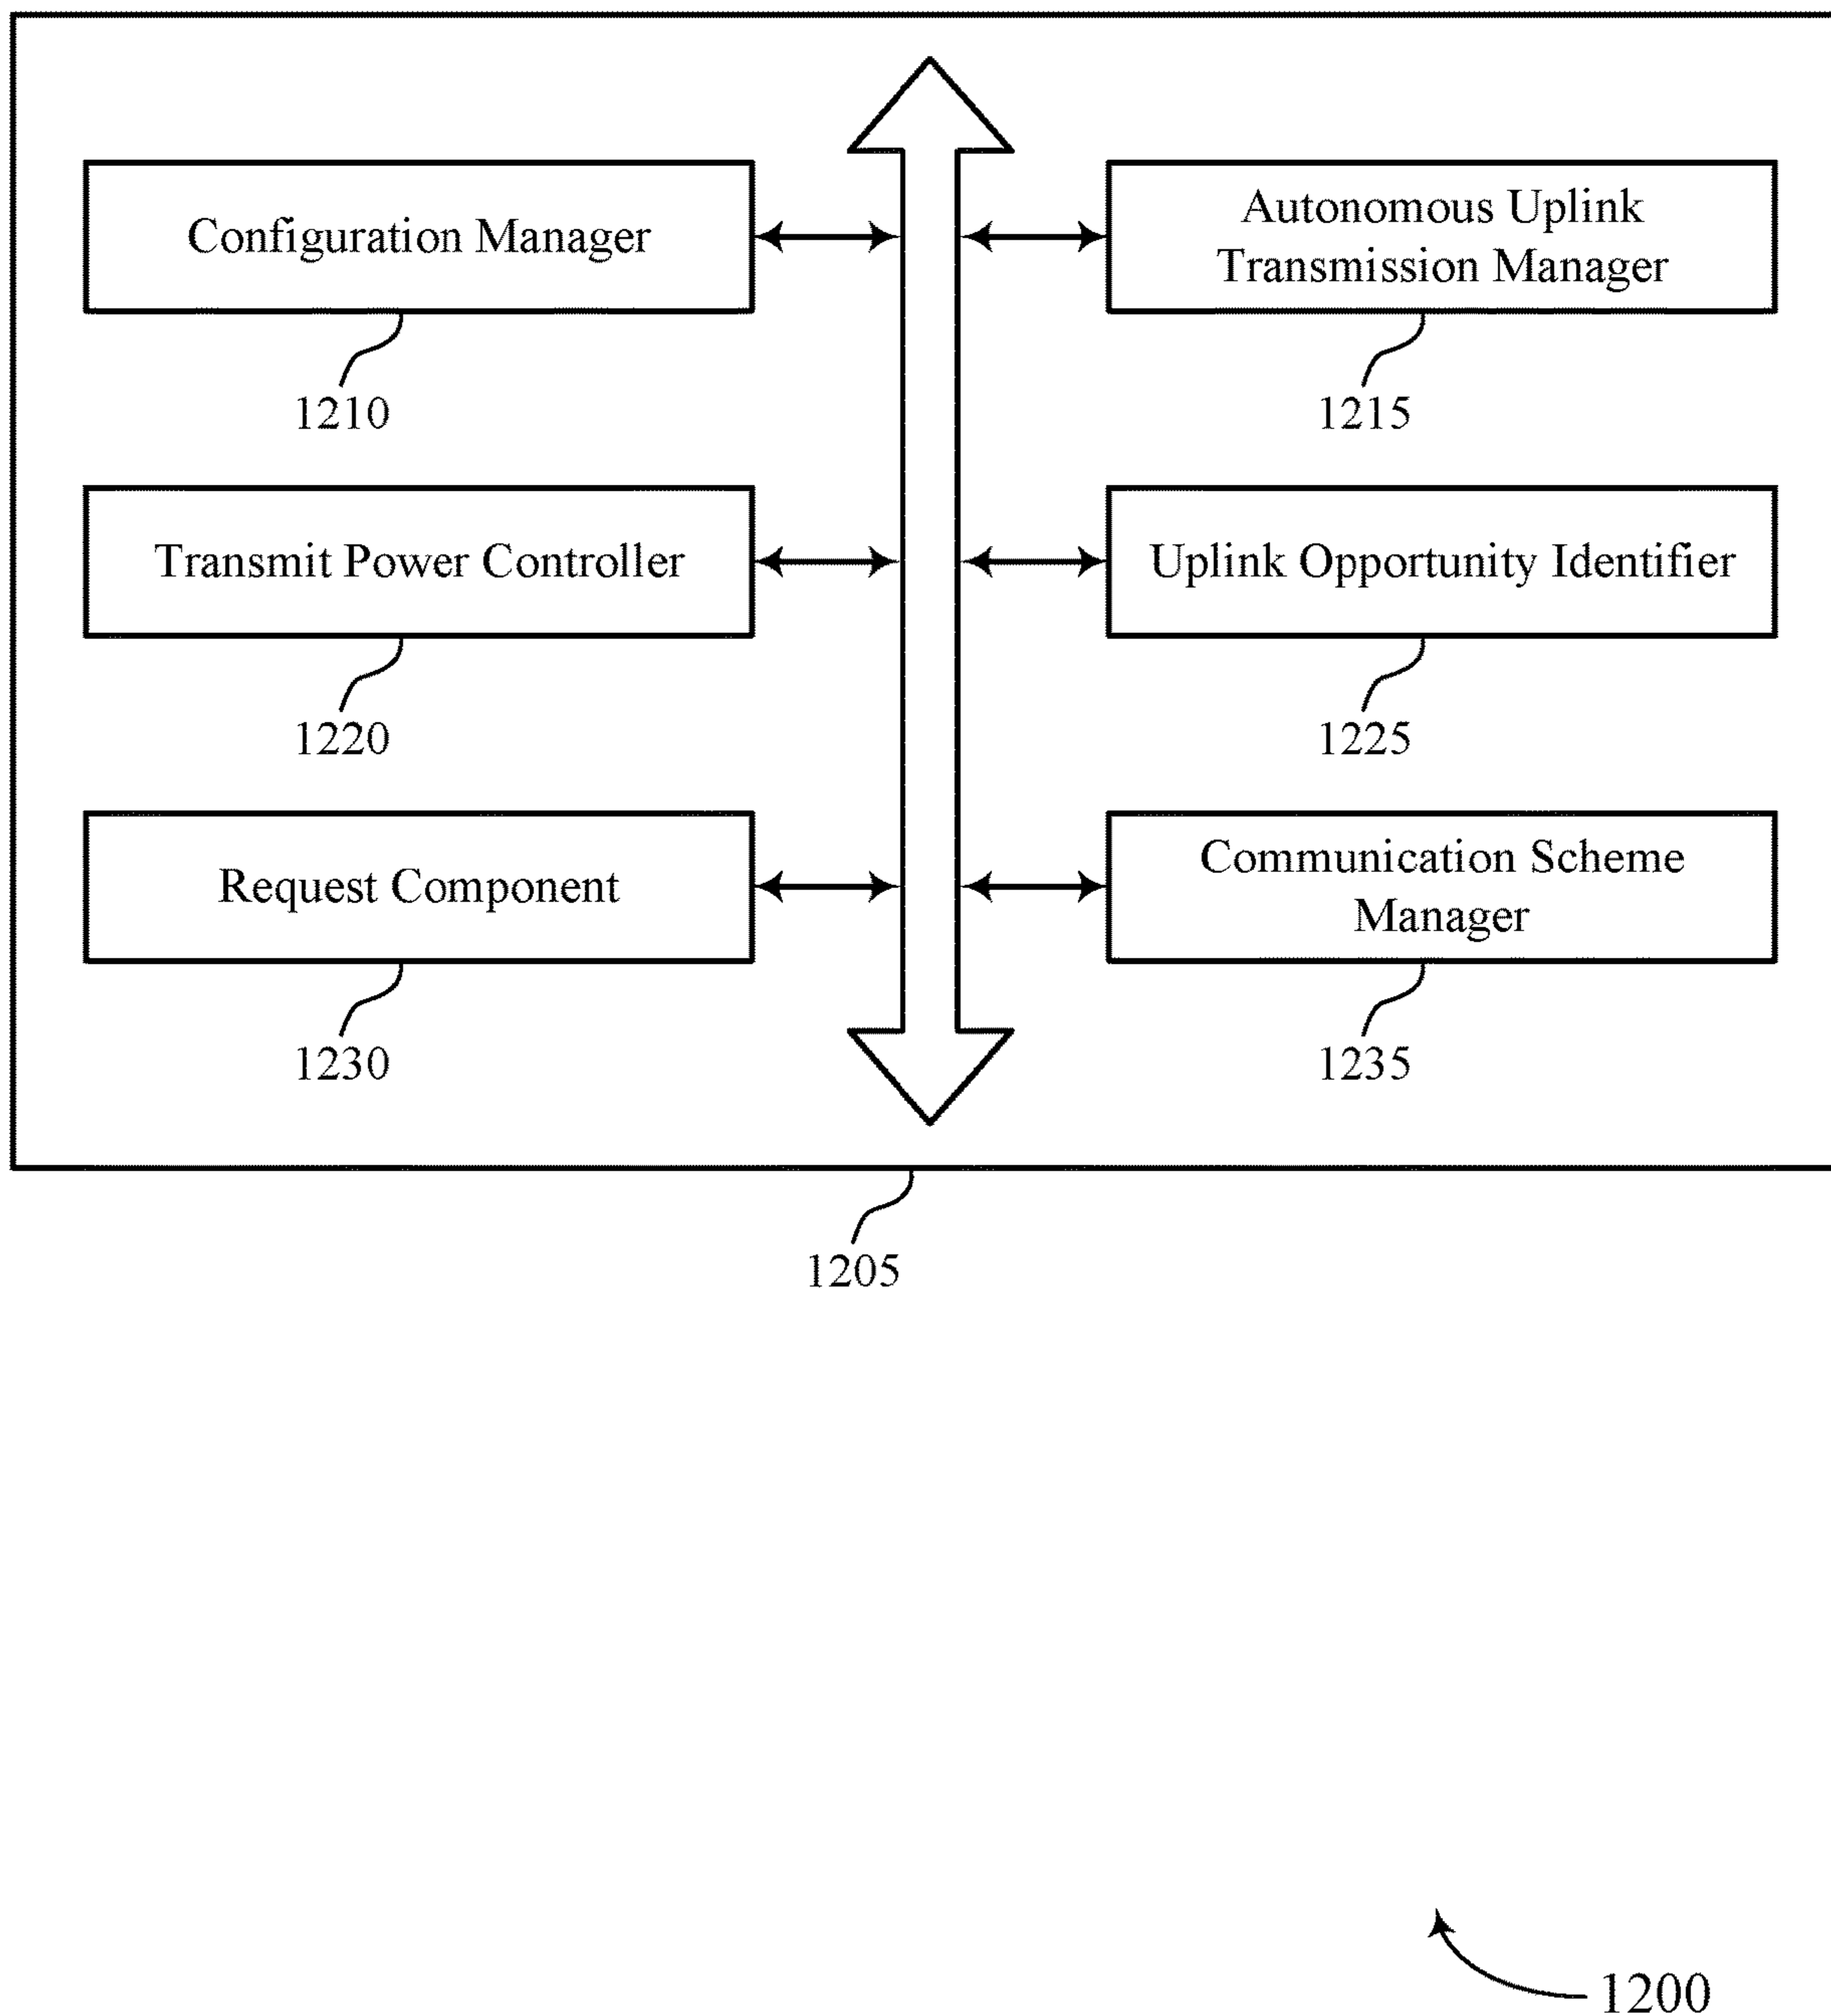 Configuration Manager
1210
Autonomous Uplink
Transmission Manager
1215
Transmit Power Controller
1220
Uplink Opportunity Identifier
1225
Request Component
1230
Communication Scheme
Manager
1235
1205
1200